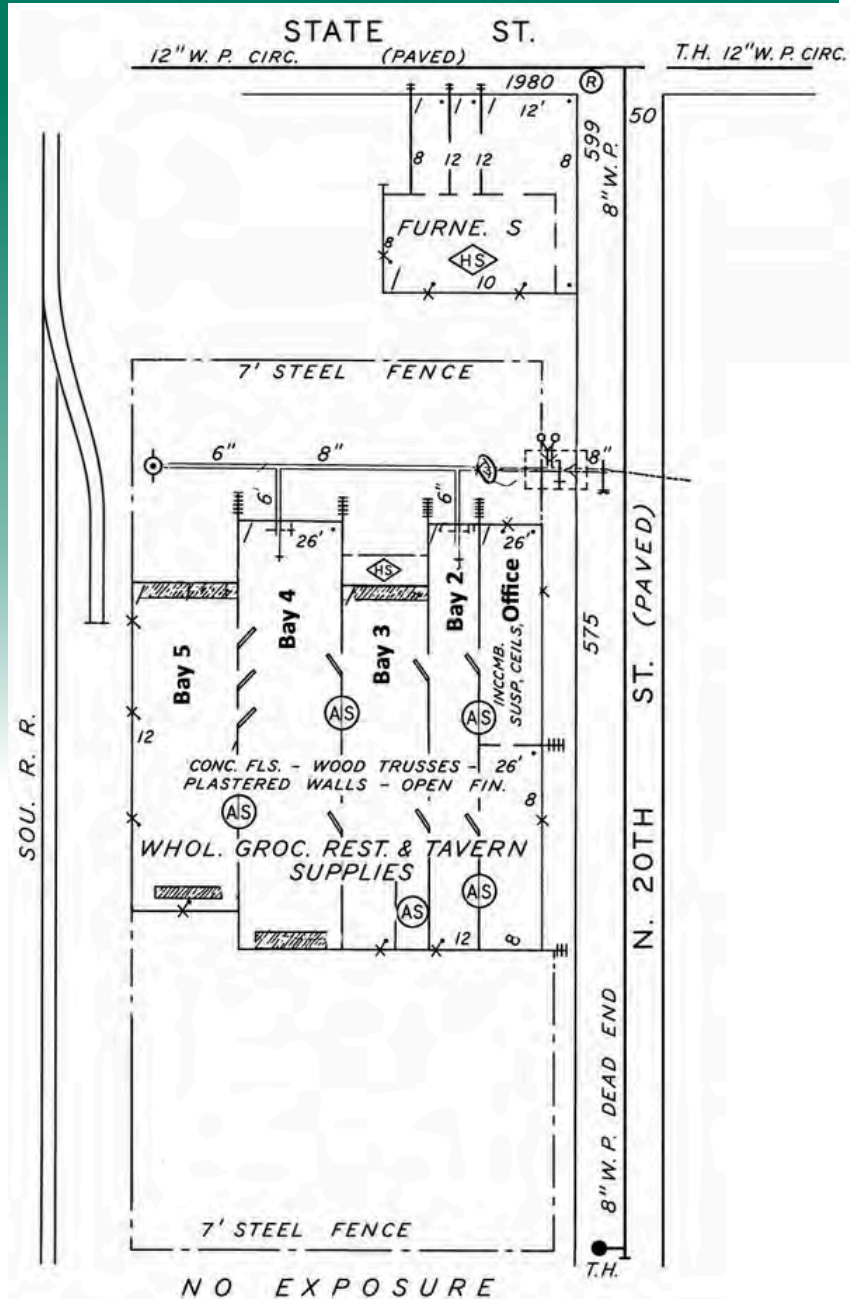 STATE ST.
12" W. P. CIRC. (PAVED) T.H. 12" W.P. CIRC.
1980 R
12'
50
599
8" W.P.
8 12 12 8
FURNE. S
8
HS
10
7' STEEL FENCE
6" 8" 8"
6' 6"
26' 26'
HS
Bay 5
Bay 4
Bay 3
Bay 2
Office
INCCMB.
SUSP, CEILS,
575
N. 20TH ST. (PAVED)
SOU. R. R.
AS AS
12
CONC. FLS. - WOOD TRUSSES - 26'
PLASTERED WALLS - OPEN FIN.
8
AS
WHOL. GROC. REST. & TAVERN
SUPPLIES
AS
AS
12 8
8" W. P. DEAD END
7' STEEL FENCE
T.H.
NO EXPOSURE